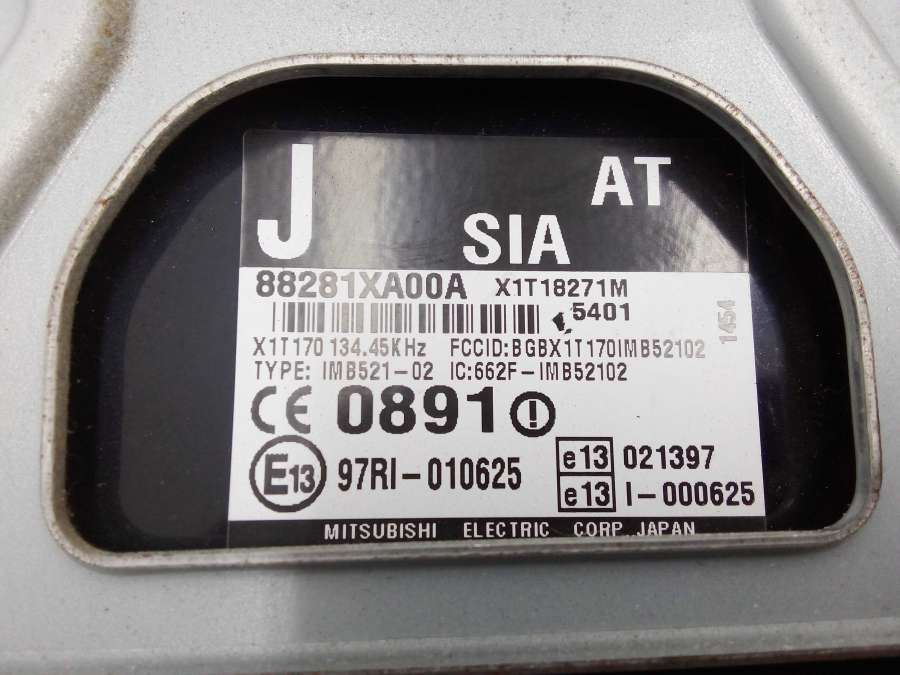 J
AT
SIA
88281XA00A X1T18271M
5401
1454
X1T170 134.45KHz FCCID:BGBX1T170IMB52102
TYPE: IMB521-02 IC:662F-IMB52102
CE 0891 !
E13 97RI-010625
e13 021397
e13 I-000625
MITSUBISHI ELECTRIC CORP. JAPAN